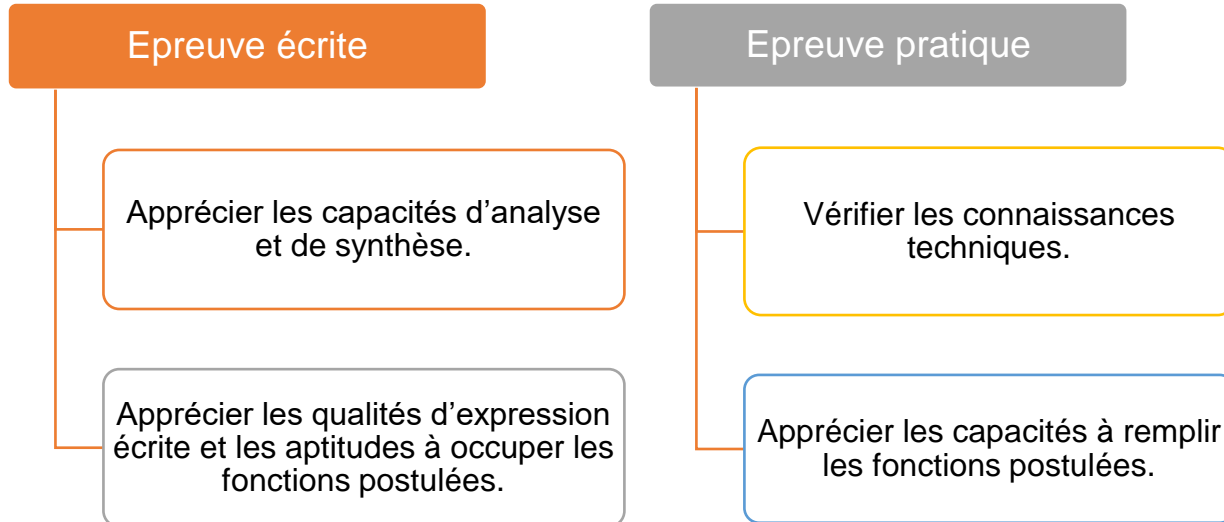 Epreuve écrite
Apprécier les capacités d’analyse
et de synthèse.
Apprécier les qualités d’expression
écrite et les aptitudes à occuper les
fonctions postulées.
Epreuve pratique
Vérifier les connaissances
techniques.
Apprécier les capacités à remplir
les fonctions postulées.